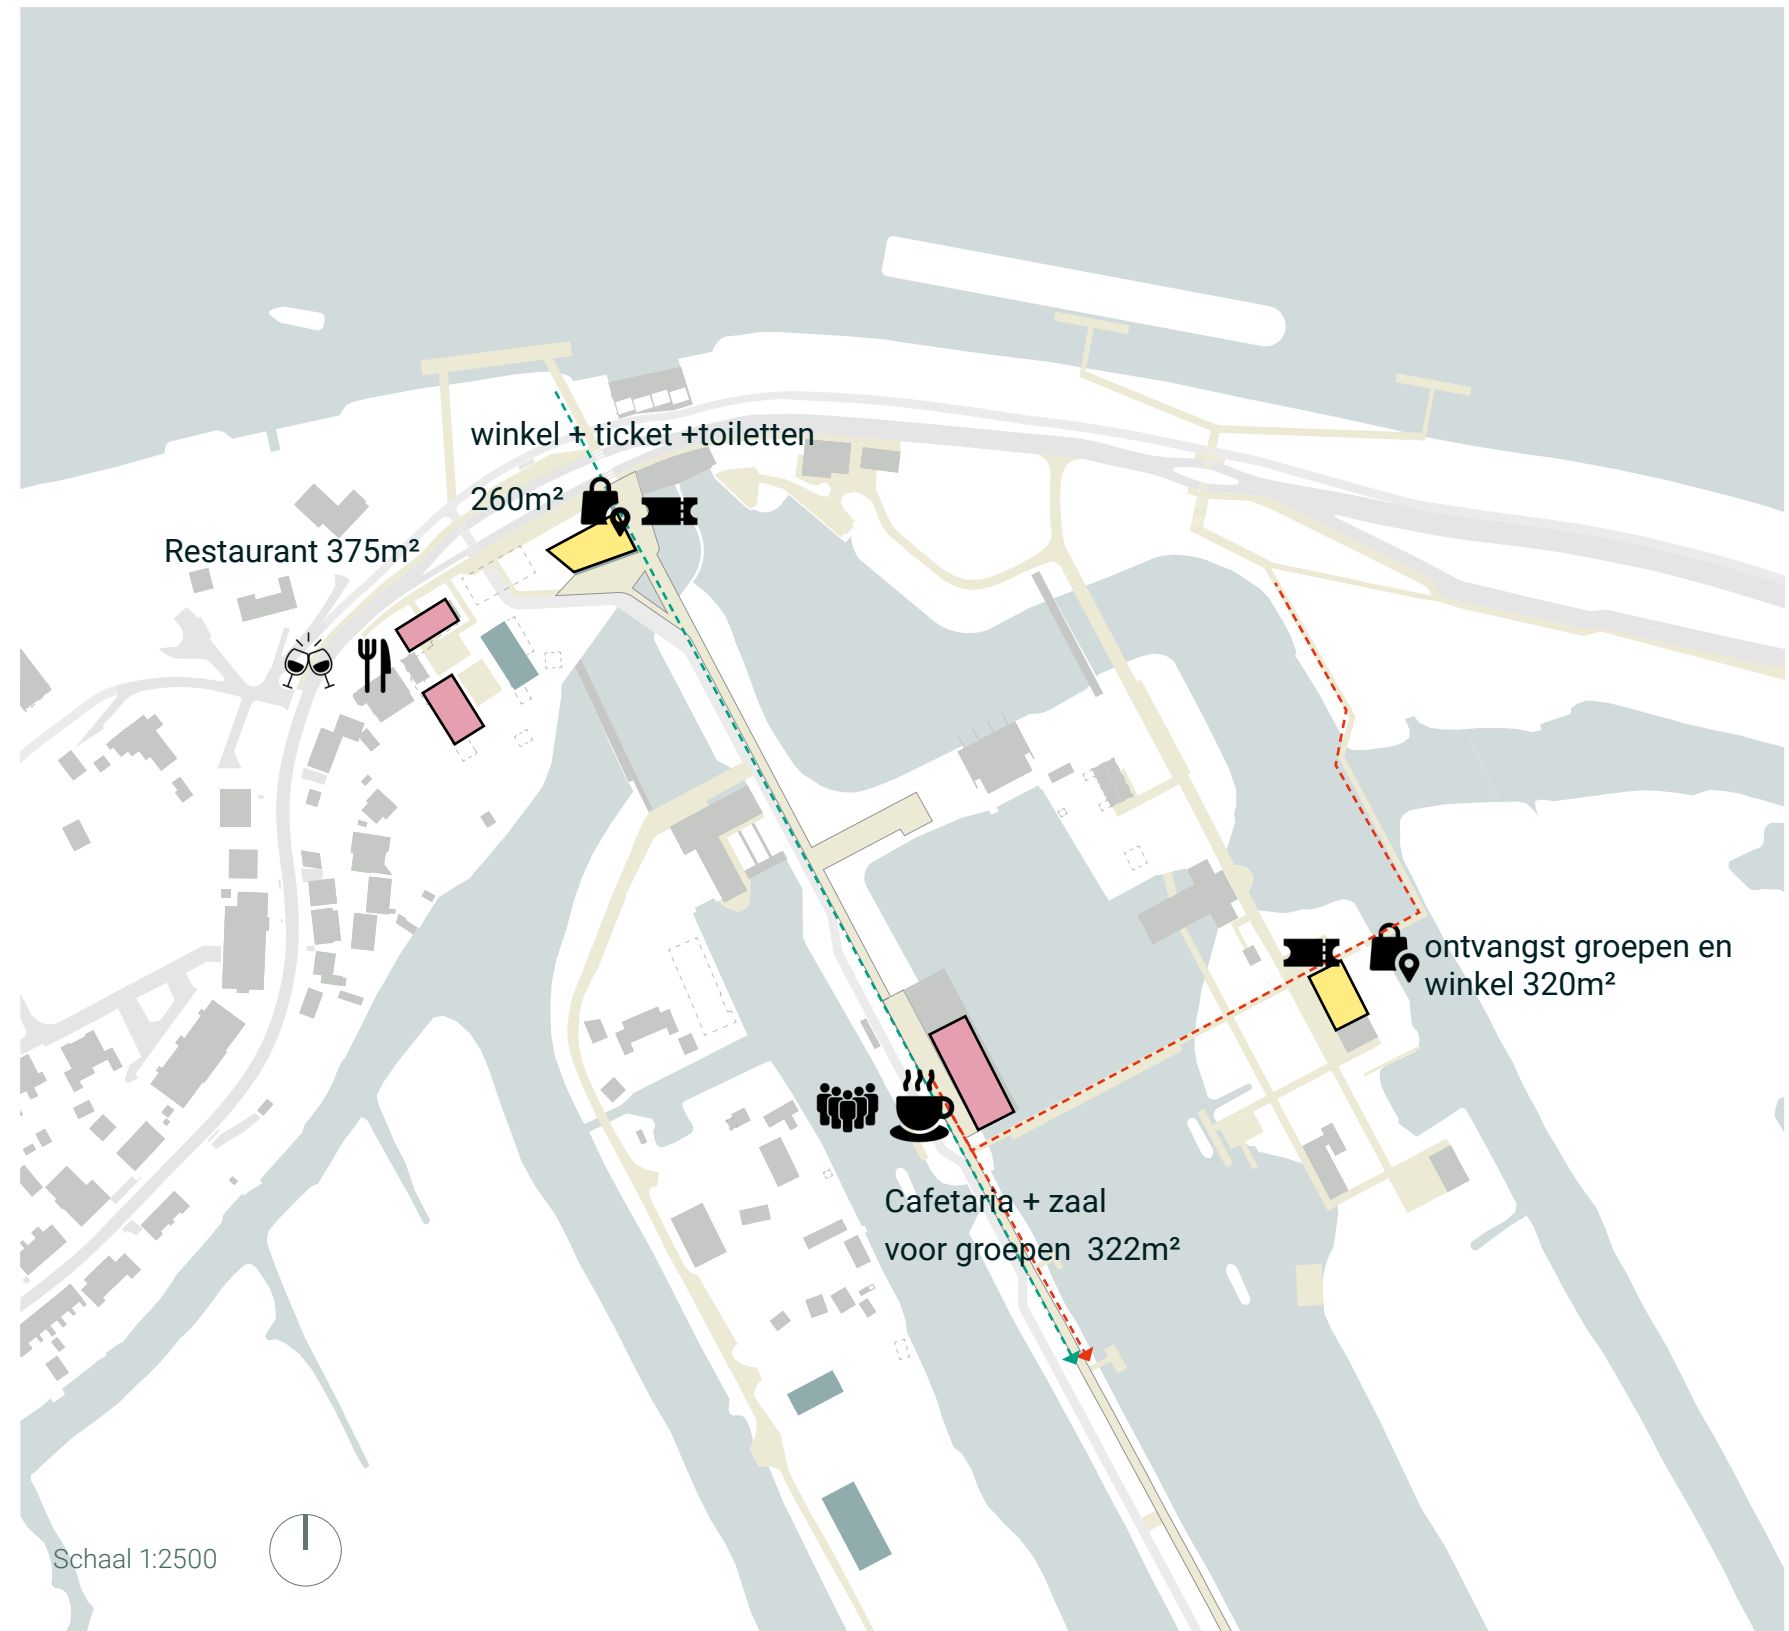 winkel + ticket +toiletten
260m²
Restaurant 375m²
ontvangst groepen en
winkel 320m²
Cafetaria + zaal
voor groepen 322m²
Schaal 1:2500